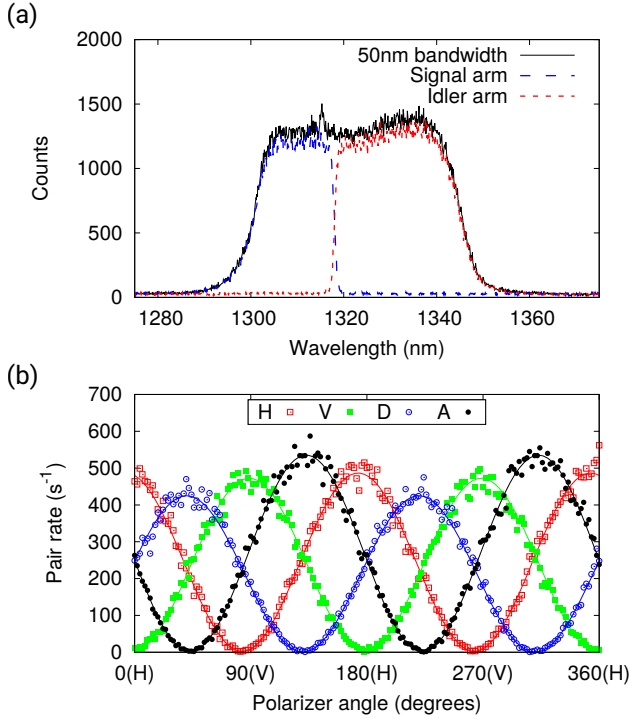 (a)
2000
1500
1000
500
0
Counts
50nm bandwidth
Signal arm
Idler arm
1280 1300 1320 1340 1360
Wavelength (nm)
(b)
700
600
500
400
300
200
100
0
Pair rate (s⁻¹)
H V D A
0(H) 90(V) 180(H) 270(V) 360(H)
Polarizer angle (degrees)